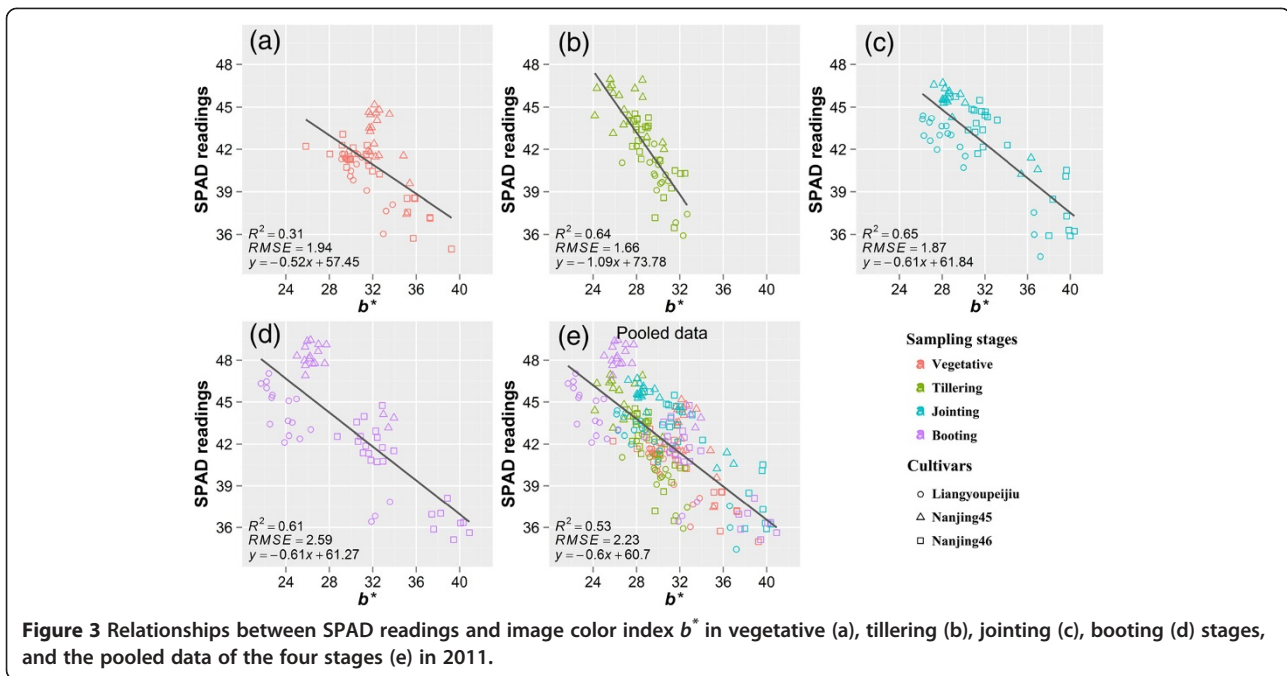 (a)
SPAD readings
48
45
42
39
36
R² = 0.31
RMSE = 1.94
y=−0.52x+57.45
24 28 32 36 40
b*
(b)
SPAD readings
48
45
42
39
36
R² = 0.64
RMSE = 1.66
y=−1.09x+73.78
24 28 32 36 40
b*
(c)
SPAD readings
48
45
42
39
36
R² = 0.65
RMSE = 1.87
y=−0.61x+61.84
24 28 32 36 40
b*
(d)
SPAD readings
48
45
42
39
36
R² = 0.61
RMSE = 2.59
y=−0.61x+61.27
24 28 32 36 40
b*
(e) Pooled data
SPAD readings
48
45
42
39
36
R² = 0.53
RMSE = 2.23
y=−0.6x+60.7
24 28 32 36 40
b*
Sampling stages
a Vegetative
a Tillering
a Jointing
a Booting
Cultivars
Liangyoupeijiu
Nanjing45
Nanjing46
Figure 3 Relationships between SPAD readings and image color index b* in vegetative (a), tillering (b), jointing (c), booting (d) stages,
and the pooled data of the four stages (e) in 2011.